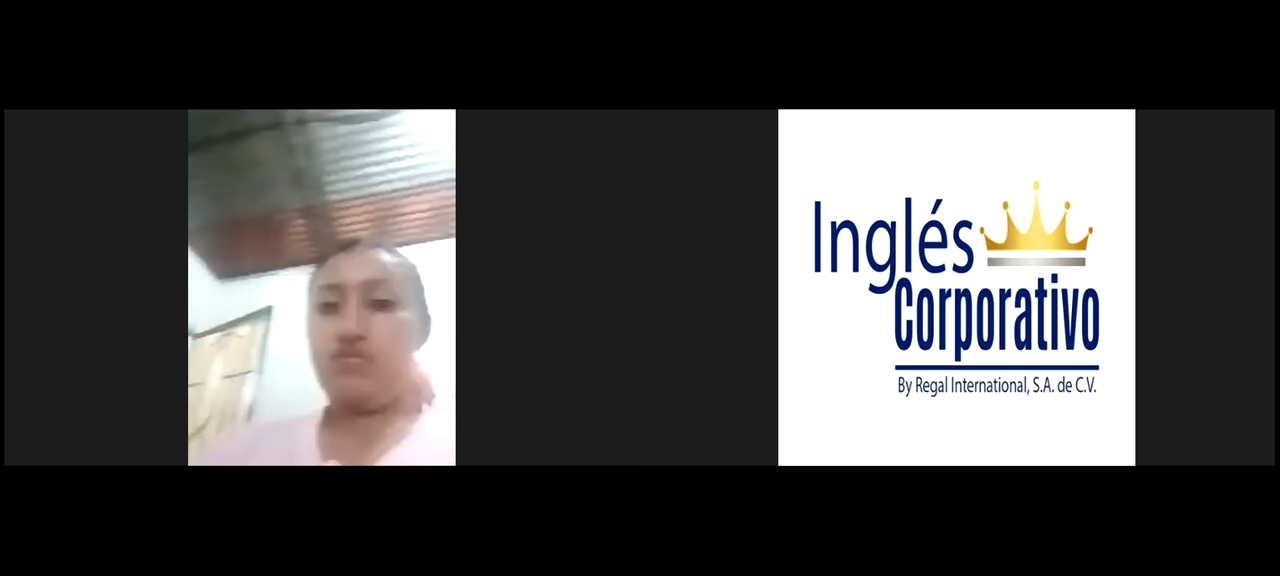 Inglés
Corporativo
By Regal International, S.A. de C.V.